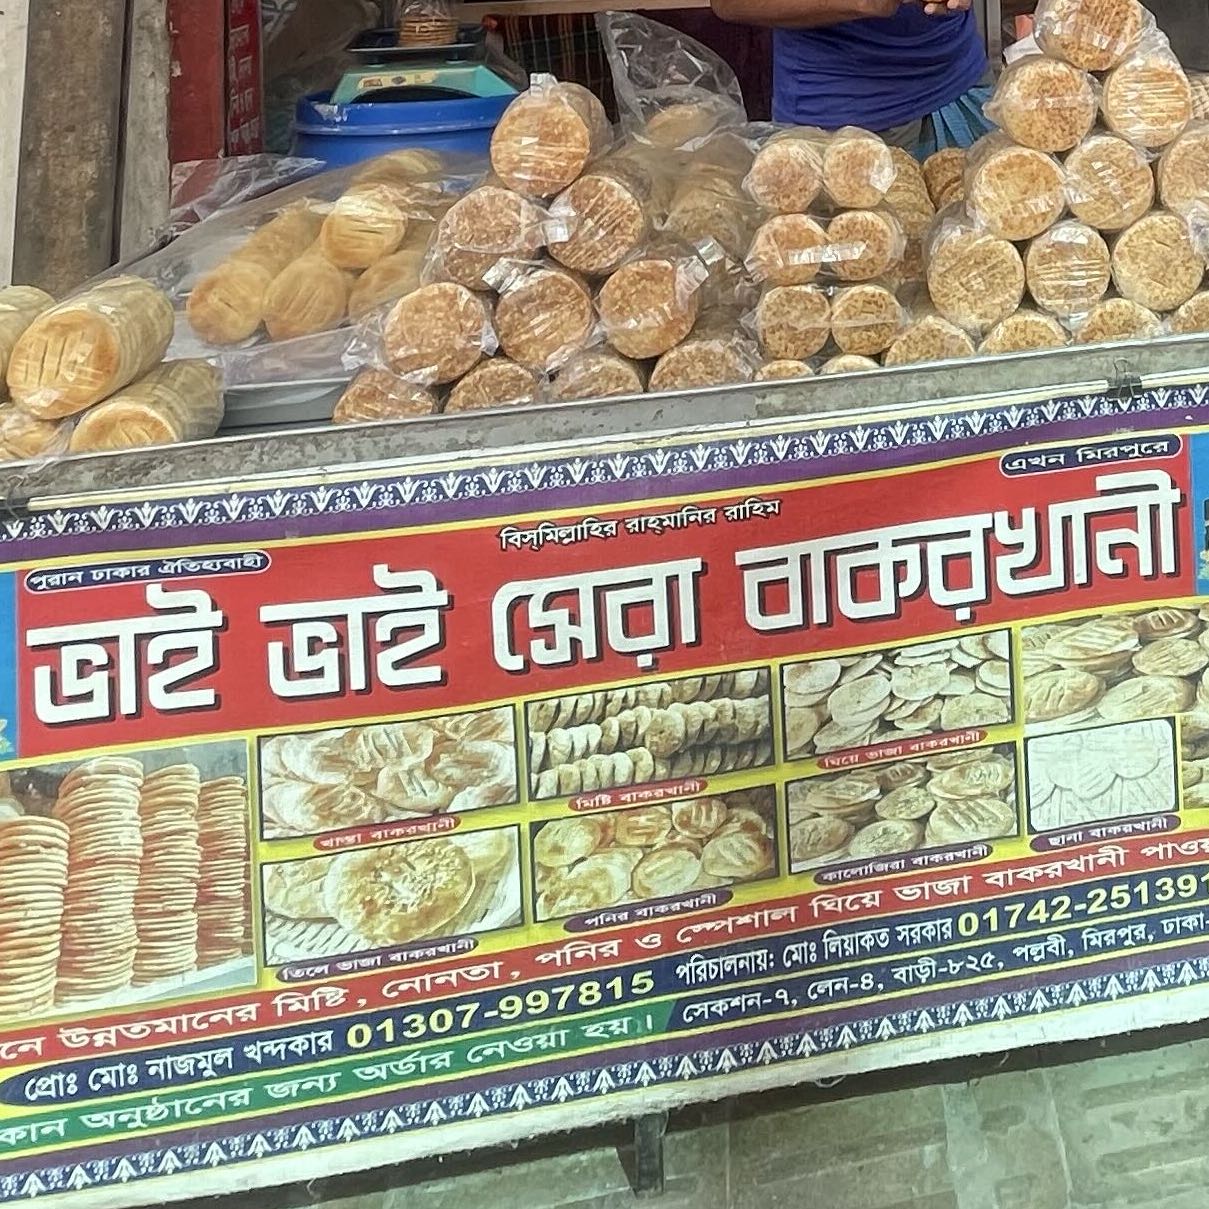 বিস্‌মিল্লাহির রাহ্‌মানির রাহিম
পুরান ঢাকার ঐতিহ্যবাহী
এখন মিরপুরে
ভাই ভাই সেরা বাকরখানী
খাস্তা বাকরখানী
মিষ্টি বাকরখানী
ঘিয়ে ভাজা বাকরখানী
তিলে ভাজা বাকরখানী
পনির বাকরখানী
কালোজিরা বাকরখানী
ছানা বাকরখানী
নে উন্নতমানের মিষ্টি, নোনতা, পনির ও স্পেশাল ঘিয়ে ভাজা বাকরখানী পাওয়
প্রোঃ মোঃ নাজমুল খন্দকার 01307-997815
পরিচালনায়: মোঃ লিয়াকত সরকার 01742-251391
কোন অনুষ্ঠানের জন্য অর্ডার নেওয়া হয়।
সেকশন-৭, লেন-৪, বাড়ী-৮২৫, পল্লবী, মিরপুর, ঢাকা-